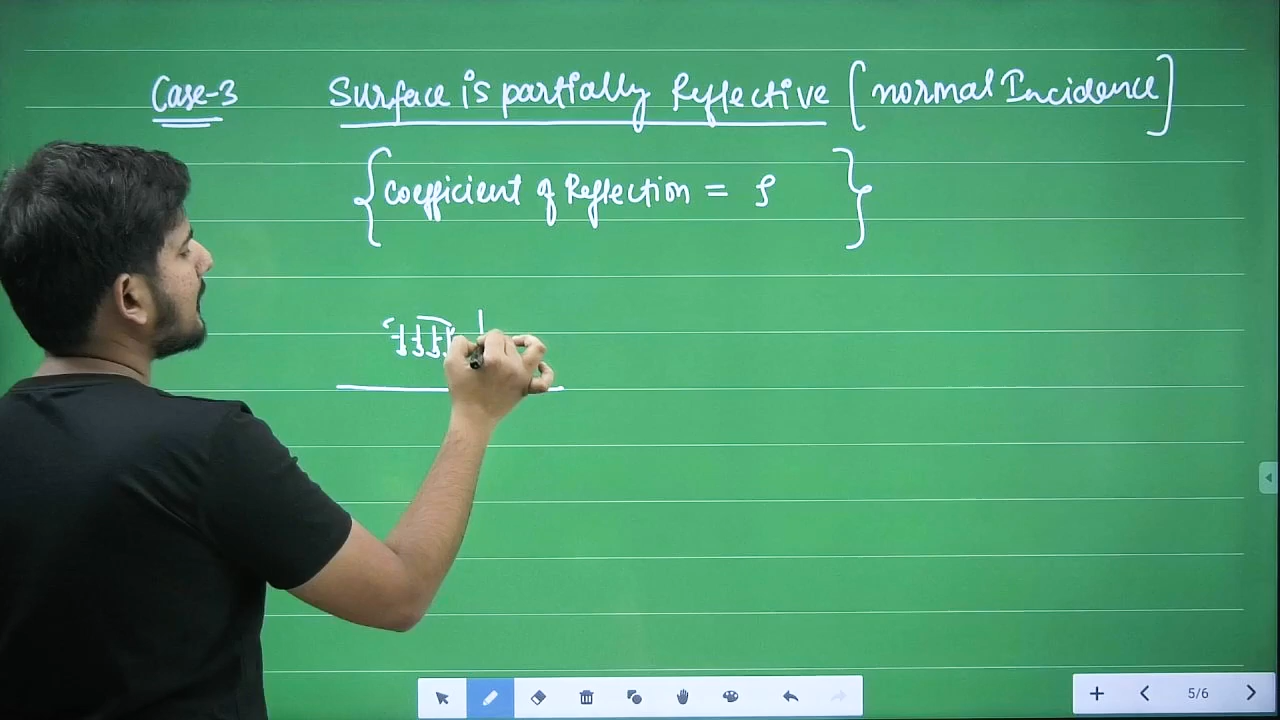 Case-3 Surface is partially Reflective [normal Incidence]
{coefficient of Reflection = ρ }
5/6